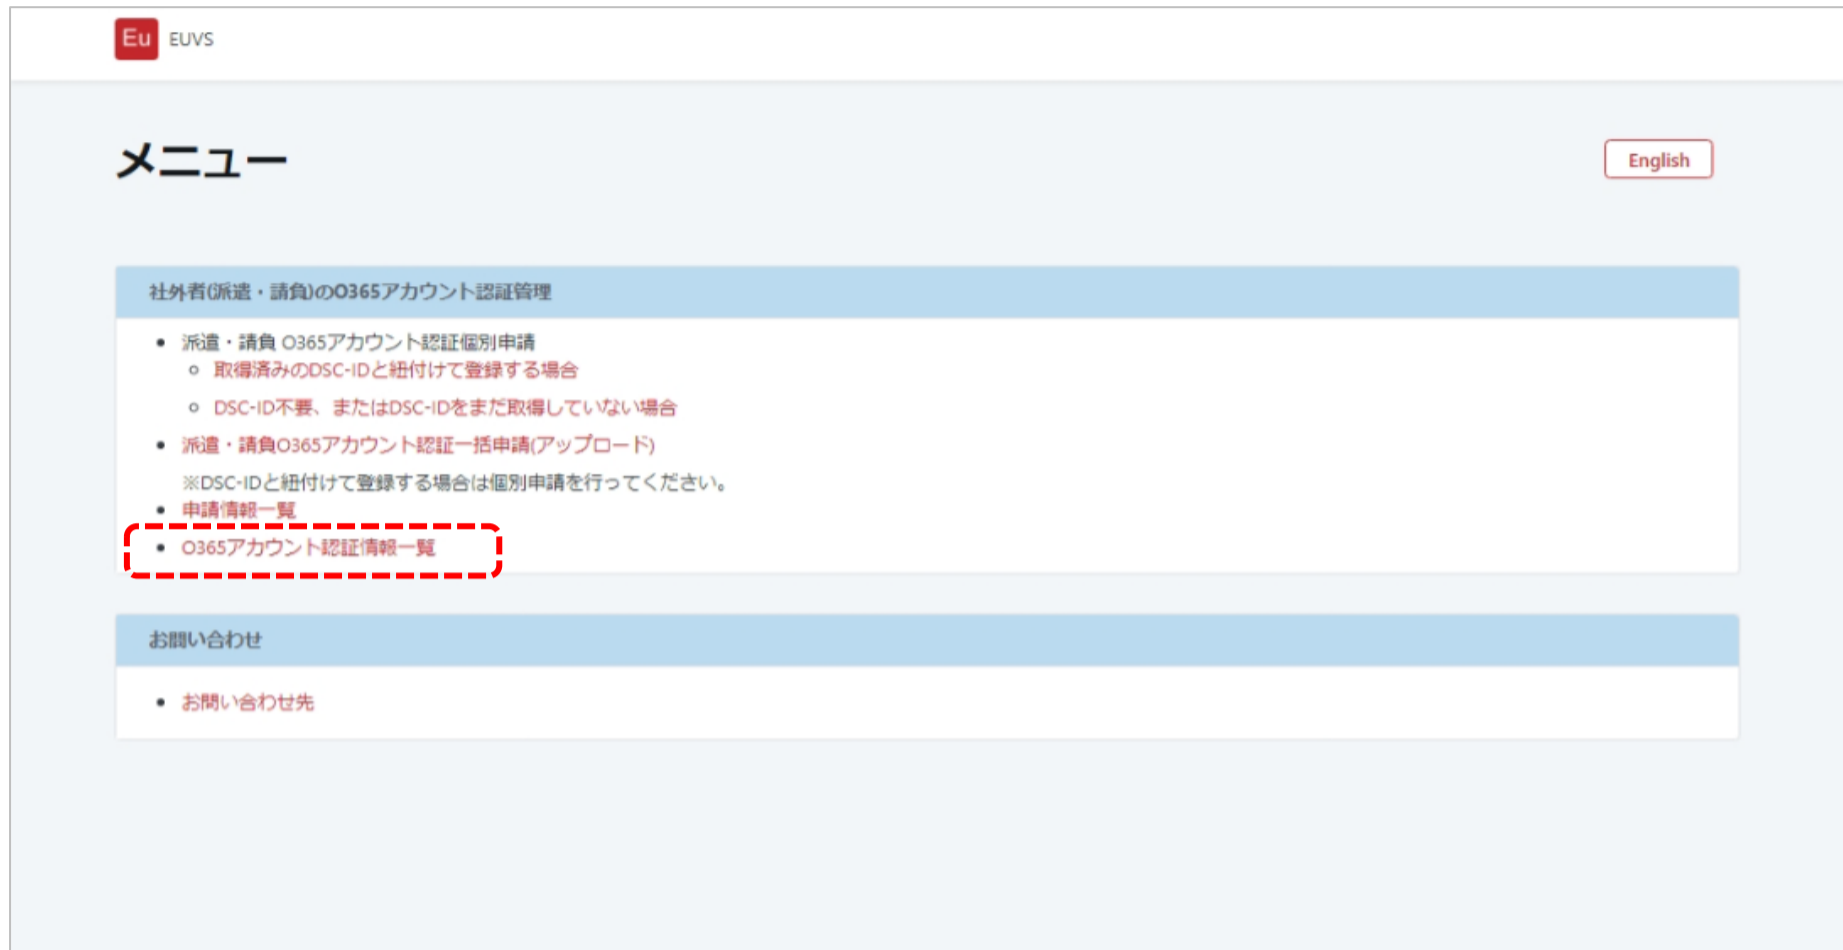 Eu EUVS
メニュー
English
社外者(派遣・請負)のO365アカウント認証管理
派遣・請負 O365アカウント認証個別申請
取得済みのDSC-IDと紐付けて登録する場合
DSC-ID不要、またはDSC-IDをまだ取得していない場合
派遣・請負O365アカウント認証一括申請(アップロード)
※DSC-IDと紐付けて登録する場合は個別申請を行ってください。
申請情報一覧
O365アカウント認証情報一覧
お問い合わせ
お問い合わせ先